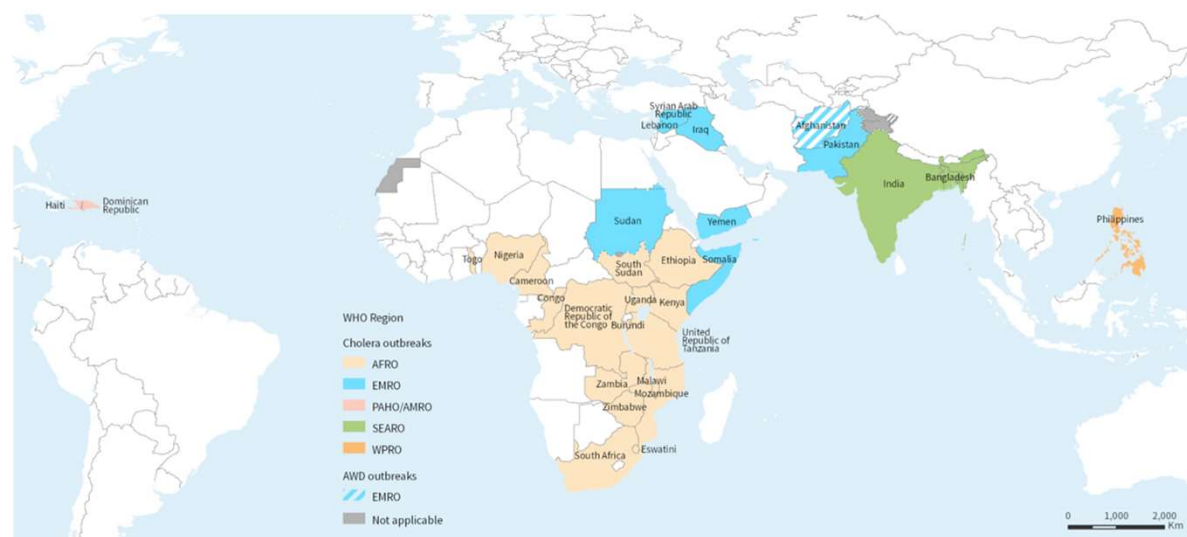 Syrian Arab
Republic
Lebanon
Iraq
Afghanistan
Pakistan
India
Bangladesh
Haiti
Dominican
Republic
Philippines
Sudan
Yemen
Togo
Nigeria
South
Sudan
Ethiopia
Somalia
Cameroon
Congo
Democratic
Republic of
the Congo
Uganda
Kenya
Burundi
United
Republic of
Tanzania
Zambia
Malawi
Mozambique
Zimbabwe
South Africa
Eswatini
WHO Region
Cholera outbreaks
AFRO
EMRO
PAHO/AMRO
SEARO
WPRO
AWD outbreaks
EMRO
Not applicable
0 1,000 2,000
Km